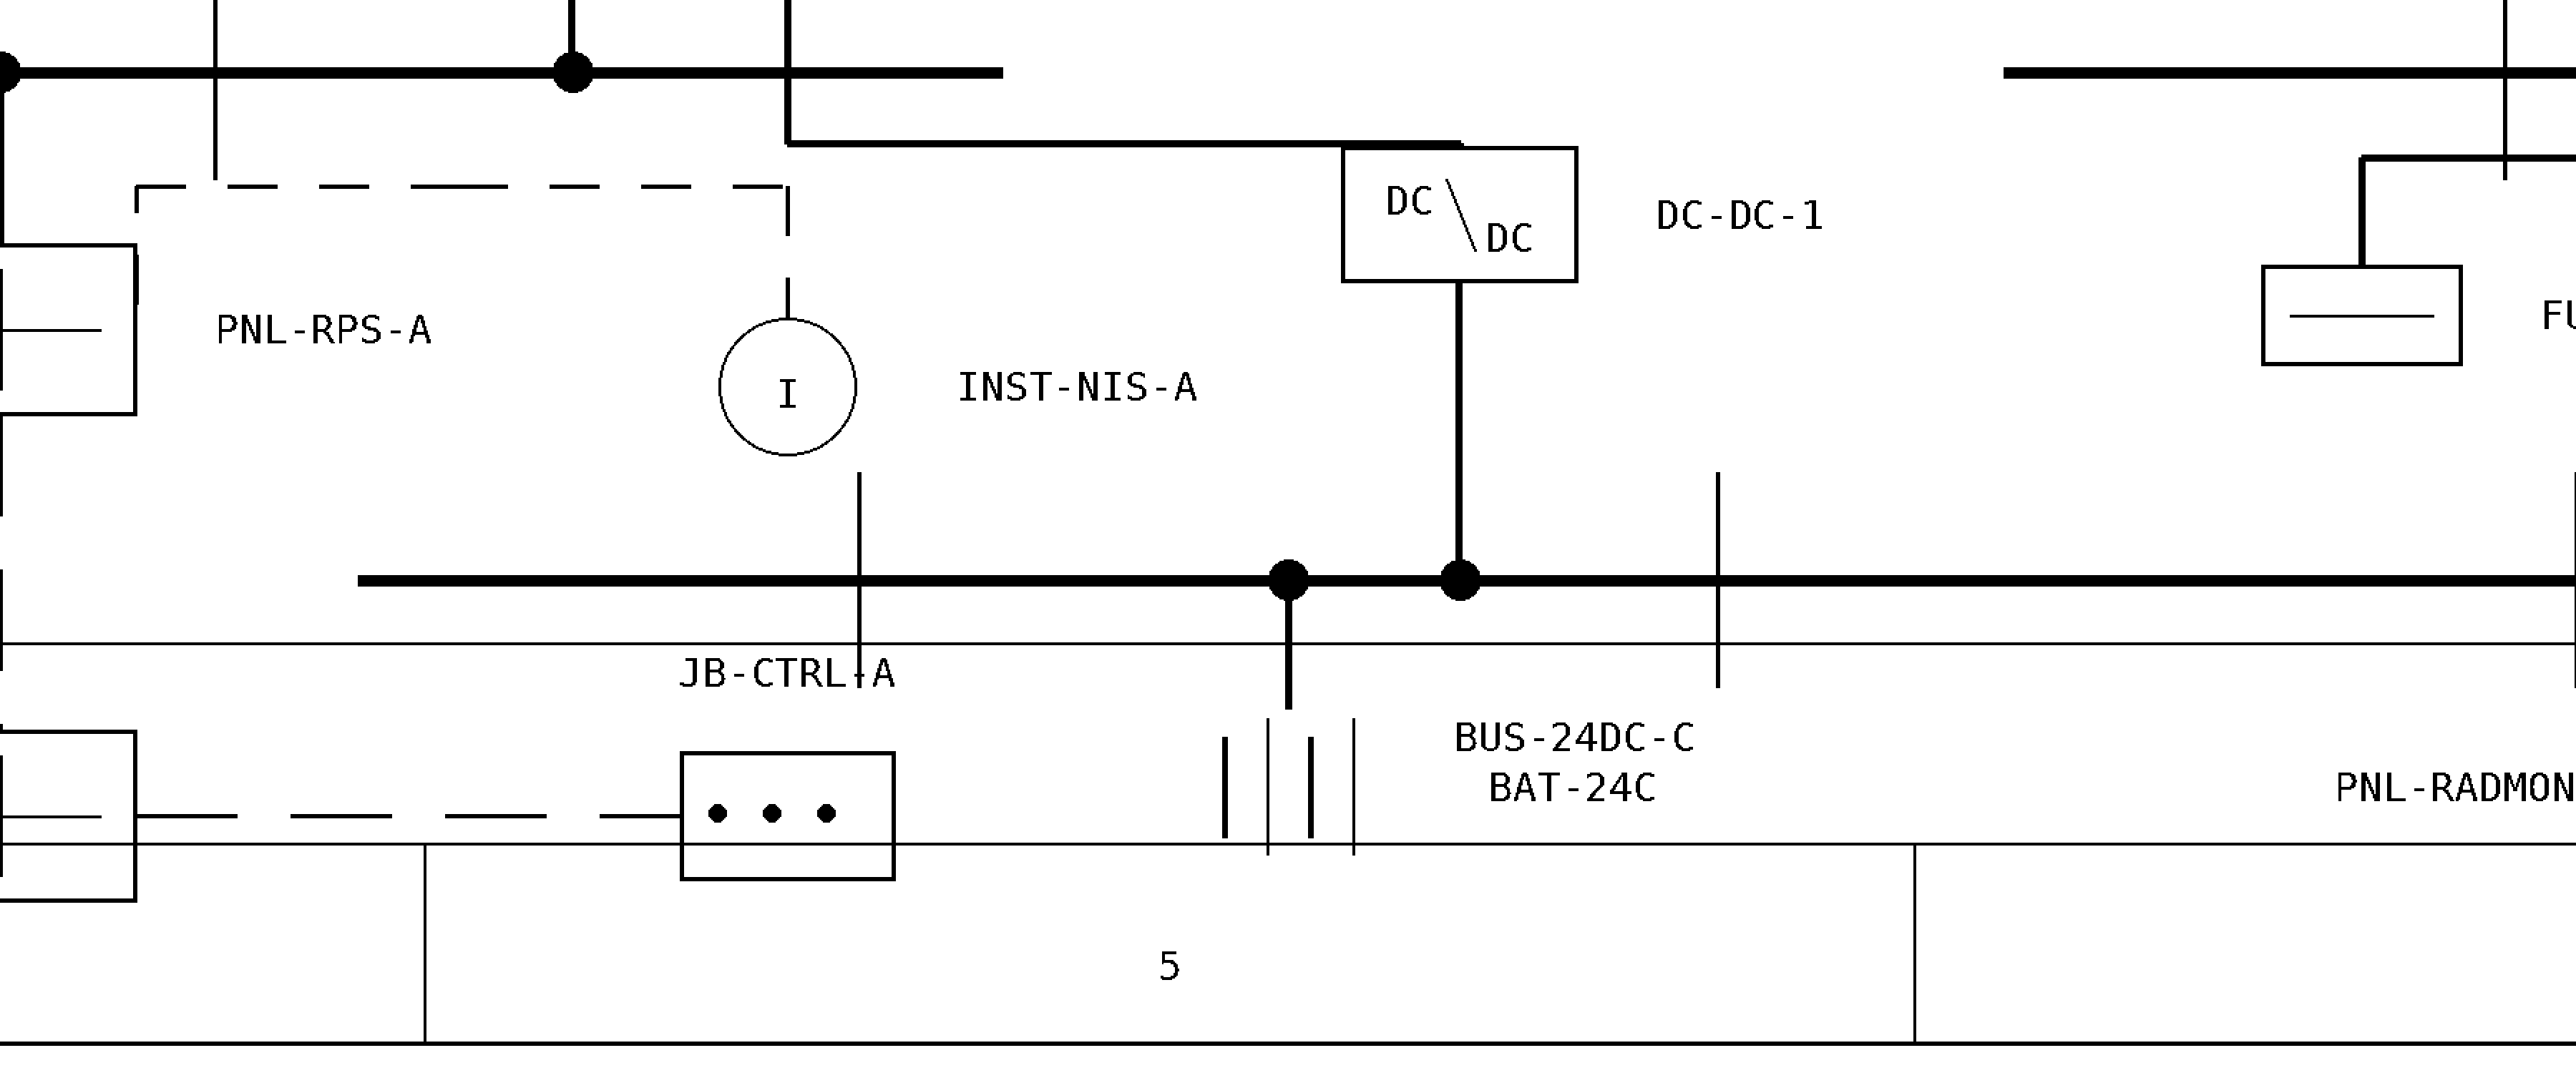 DC
DC
DC-DC-1
PNL-RPS-A
I
INST-NIS-A
JB-CTRL-A
BUS-24DC-C
BAT-24C
PNL-RADMON
5